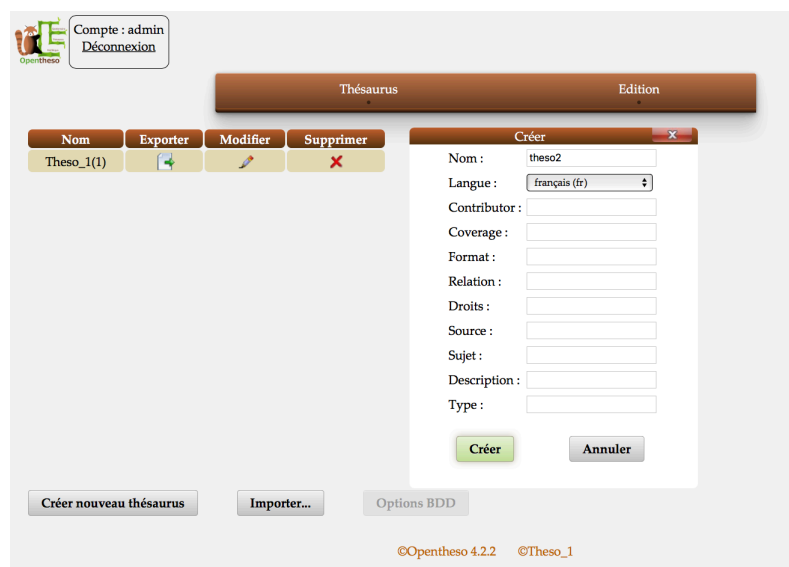 Compte : admin
Déconnexion
Opentheso
Thésaurus
Edition
Nom Exporter Modifier Supprimer
Theso_1(1)
Créer x
Nom : theso2
Langue : français (fr)
Contributor :
Coverage :
Format :
Relation :
Droits :
Source :
Sujet :
Description :
Type :
Créer Annuler
Créer nouveau thésaurus Importer... Options BDD
©Opentheso 4.2.2 ©Theso_1